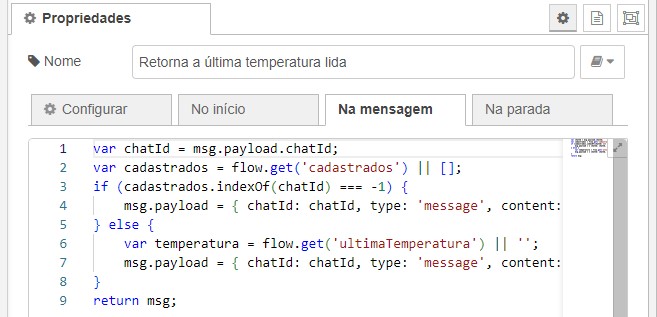 Propriedades
Nome
Retorna a última temperatura lida
Configurar
No início
Na mensagem
Na parada
1 var chatId = msg.payload.chatId;
2 var cadastrados = flow.get('cadastrados') || [];
3 if (cadastrados.indexOf(chatId) === -1) {
4 msg.payload = { chatId: chatId, type: 'message', content:
5 } else {
6 var temperatura = flow.get('ultimaTemperatura') || '';
7 msg.payload = { chatId: chatId, type: 'message', content:
8 }
9 return msg;